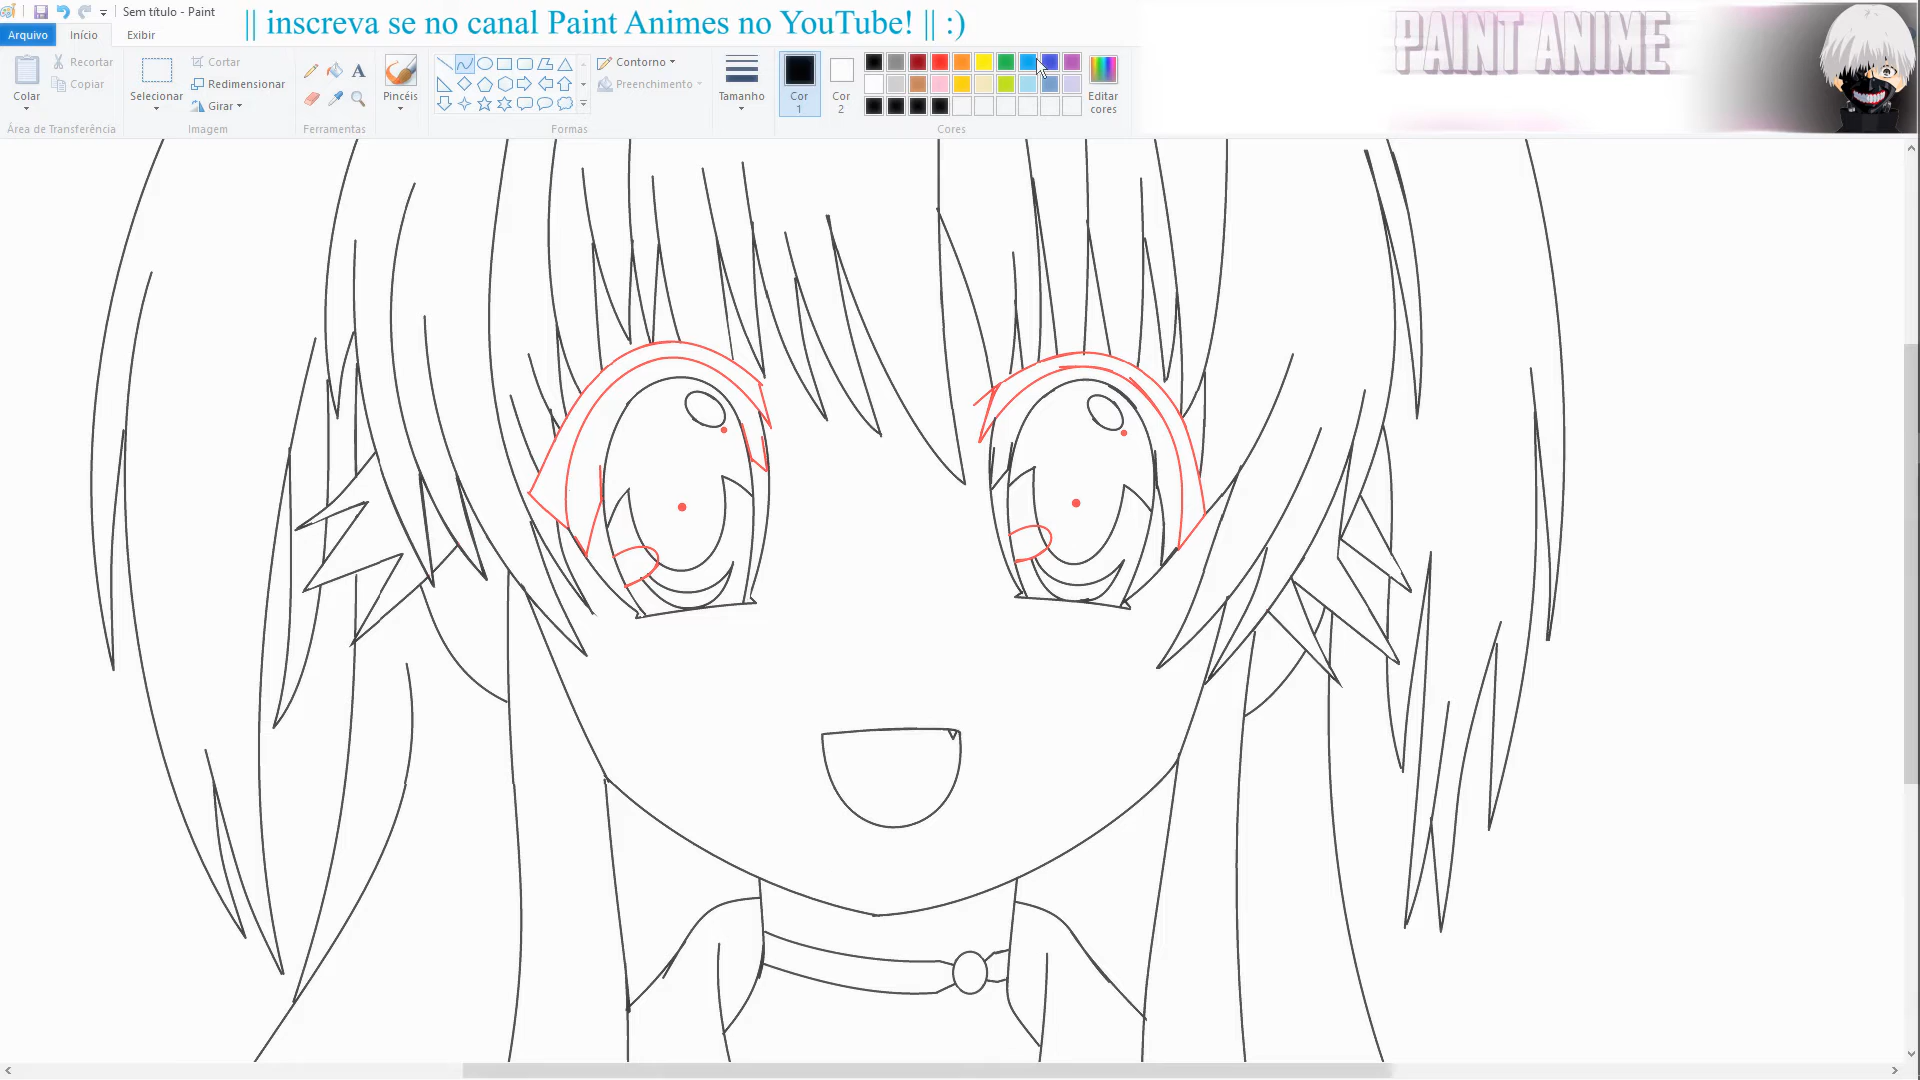 Sem título - Paint
|| inscreva se no canal Paint Animes no YouTube! || :)
PAINT ANIME
Arquivo
Início
Exibir
Colar
Recortar
Copiar
Área de Transferência
Selecionar
Cortar
Redimensionar
Girar
Imagem
A
Ferramentas
Pincéis
Contorno
Preenchimento
Formas
Tamanho
Cor
1
Cor
2
Cores
Editar
cores